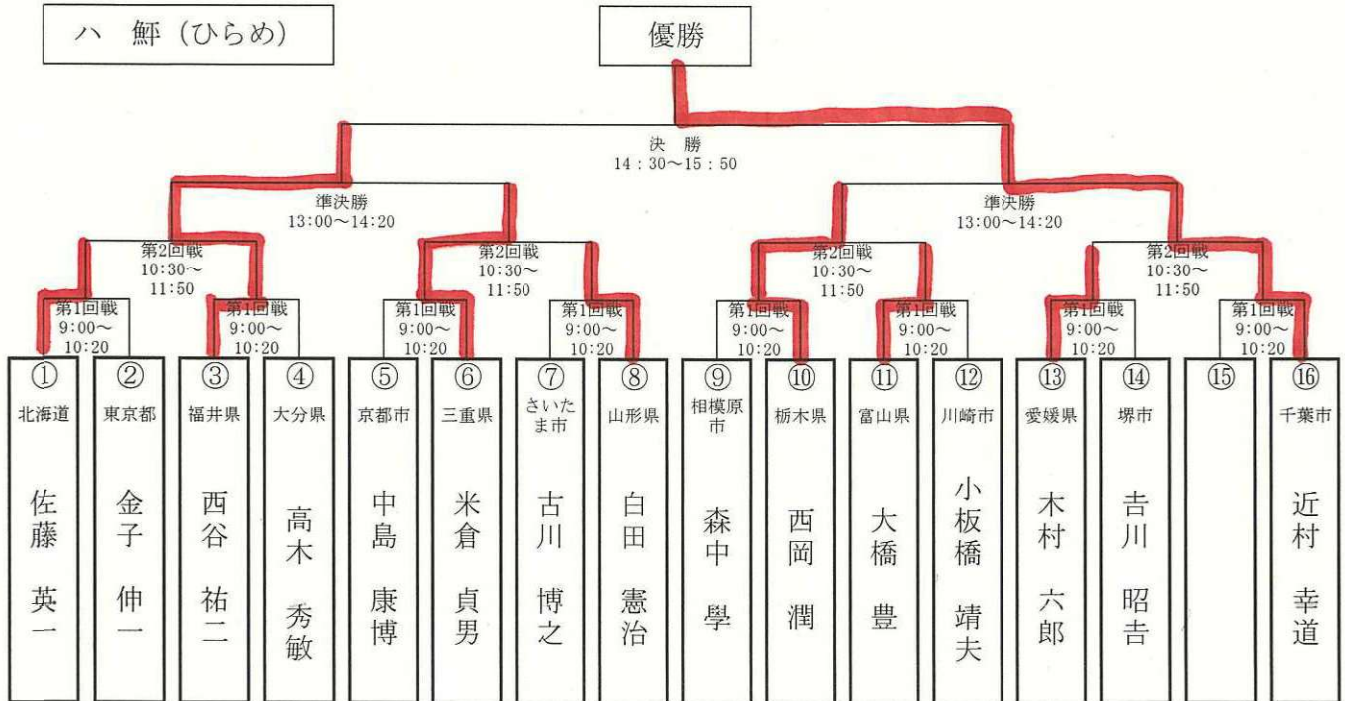 ハ 鮃 (ひらめ)
優勝
決 勝
14:30～15:50
準決勝
13:00～14:20
準決勝
13:00～14:20
第2回戦
10:30～
11:50
第2回戦
10:30～
11:50
第2回戦
10:30～
11:50
第2回戦
10:30～
11:50
第1回戦
9:00～
10:20
第1回戦
9:00～
10:20
第1回戦
9:00～
10:20
第1回戦
9:00～
10:20
第1回戦
9:00～
10:20
第1回戦
9:00～
10:20
第1回戦
9:00～
10:20
第1回戦
9:00～
10:20
①
北海道
佐藤 英一
②
東京都
金子 伸一
③
福井県
西谷 祐二
④
大分県
高木 秀敏
⑤
京都市
中島 康博
⑥
三重県
米倉 貞男
⑦
さいた
ま市
古川 博之
⑧
山形県
白田 憲治
⑨
相模原
市
森中 學
⑩
栃木県
西岡 潤
⑪
富山県
大橋 豊
⑫
川崎市
小板橋 靖夫
⑬
愛媛県
木村 六郎
⑭
堺市
𠮷川 昭𠮷
⑮
⑯
千葉市
近村 幸道